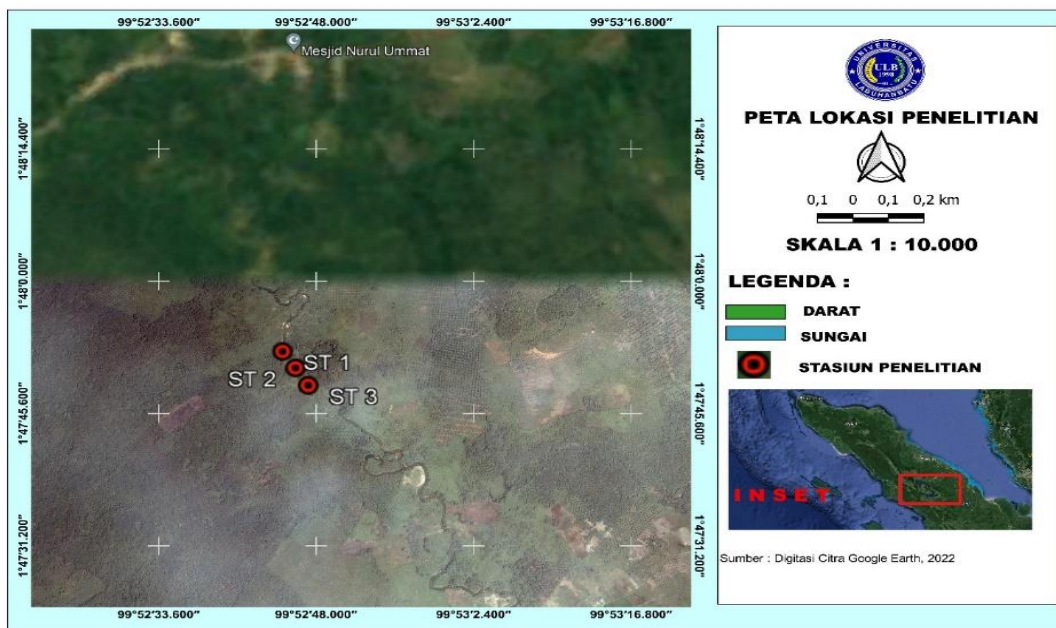 99°52'33.600" 99°52'48.000" 99°53'2.400" 99°53'16.800"
Mesjid Nurul Ummat
1°48'14.400" 1°48'14.400"
1°48'0.000" 1°48'0.000"
ST 1
ST 2
ST 3
1°47'45.600" 1°47'45.600"
1°47'31.200" 1°47'31.200"
99°52'33.600" 99°52'48.000" 99°53'2.400" 99°53'16.800"
UNIVERSITAS
ULB
1998
LABUHANBATU
PETA LOKASI PENELITIAN
0,1 0 0,1 0,2 km
SKALA 1 : 10.000
LEGENDA :
DARAT
SUNGAI
STASIUN PENELITIAN
INSET
Sumber : Digitasi Citra Google Earth, 2022